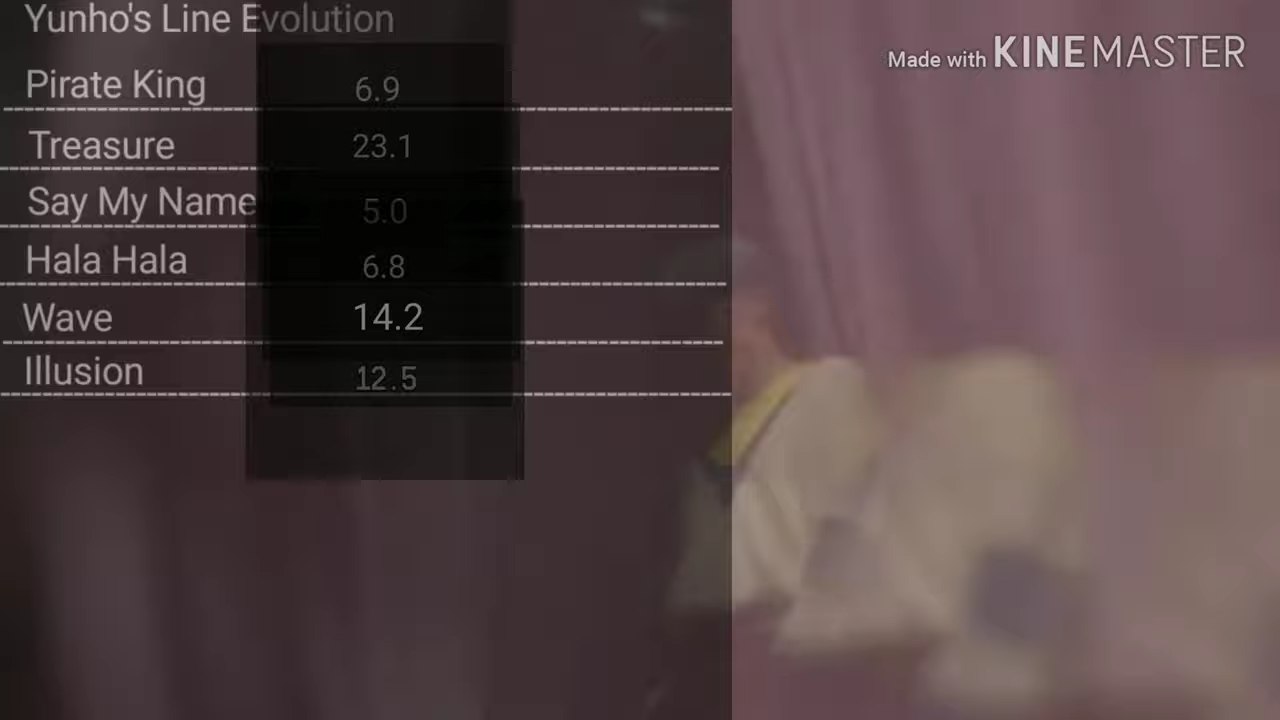 Yunho's Line Evolution
Made with KINEMASTER
Pirate King 6.9
Treasure 23.1
Say My Name 5.0
Hala Hala 6.8
Wave 14.2
Illusion 12.5